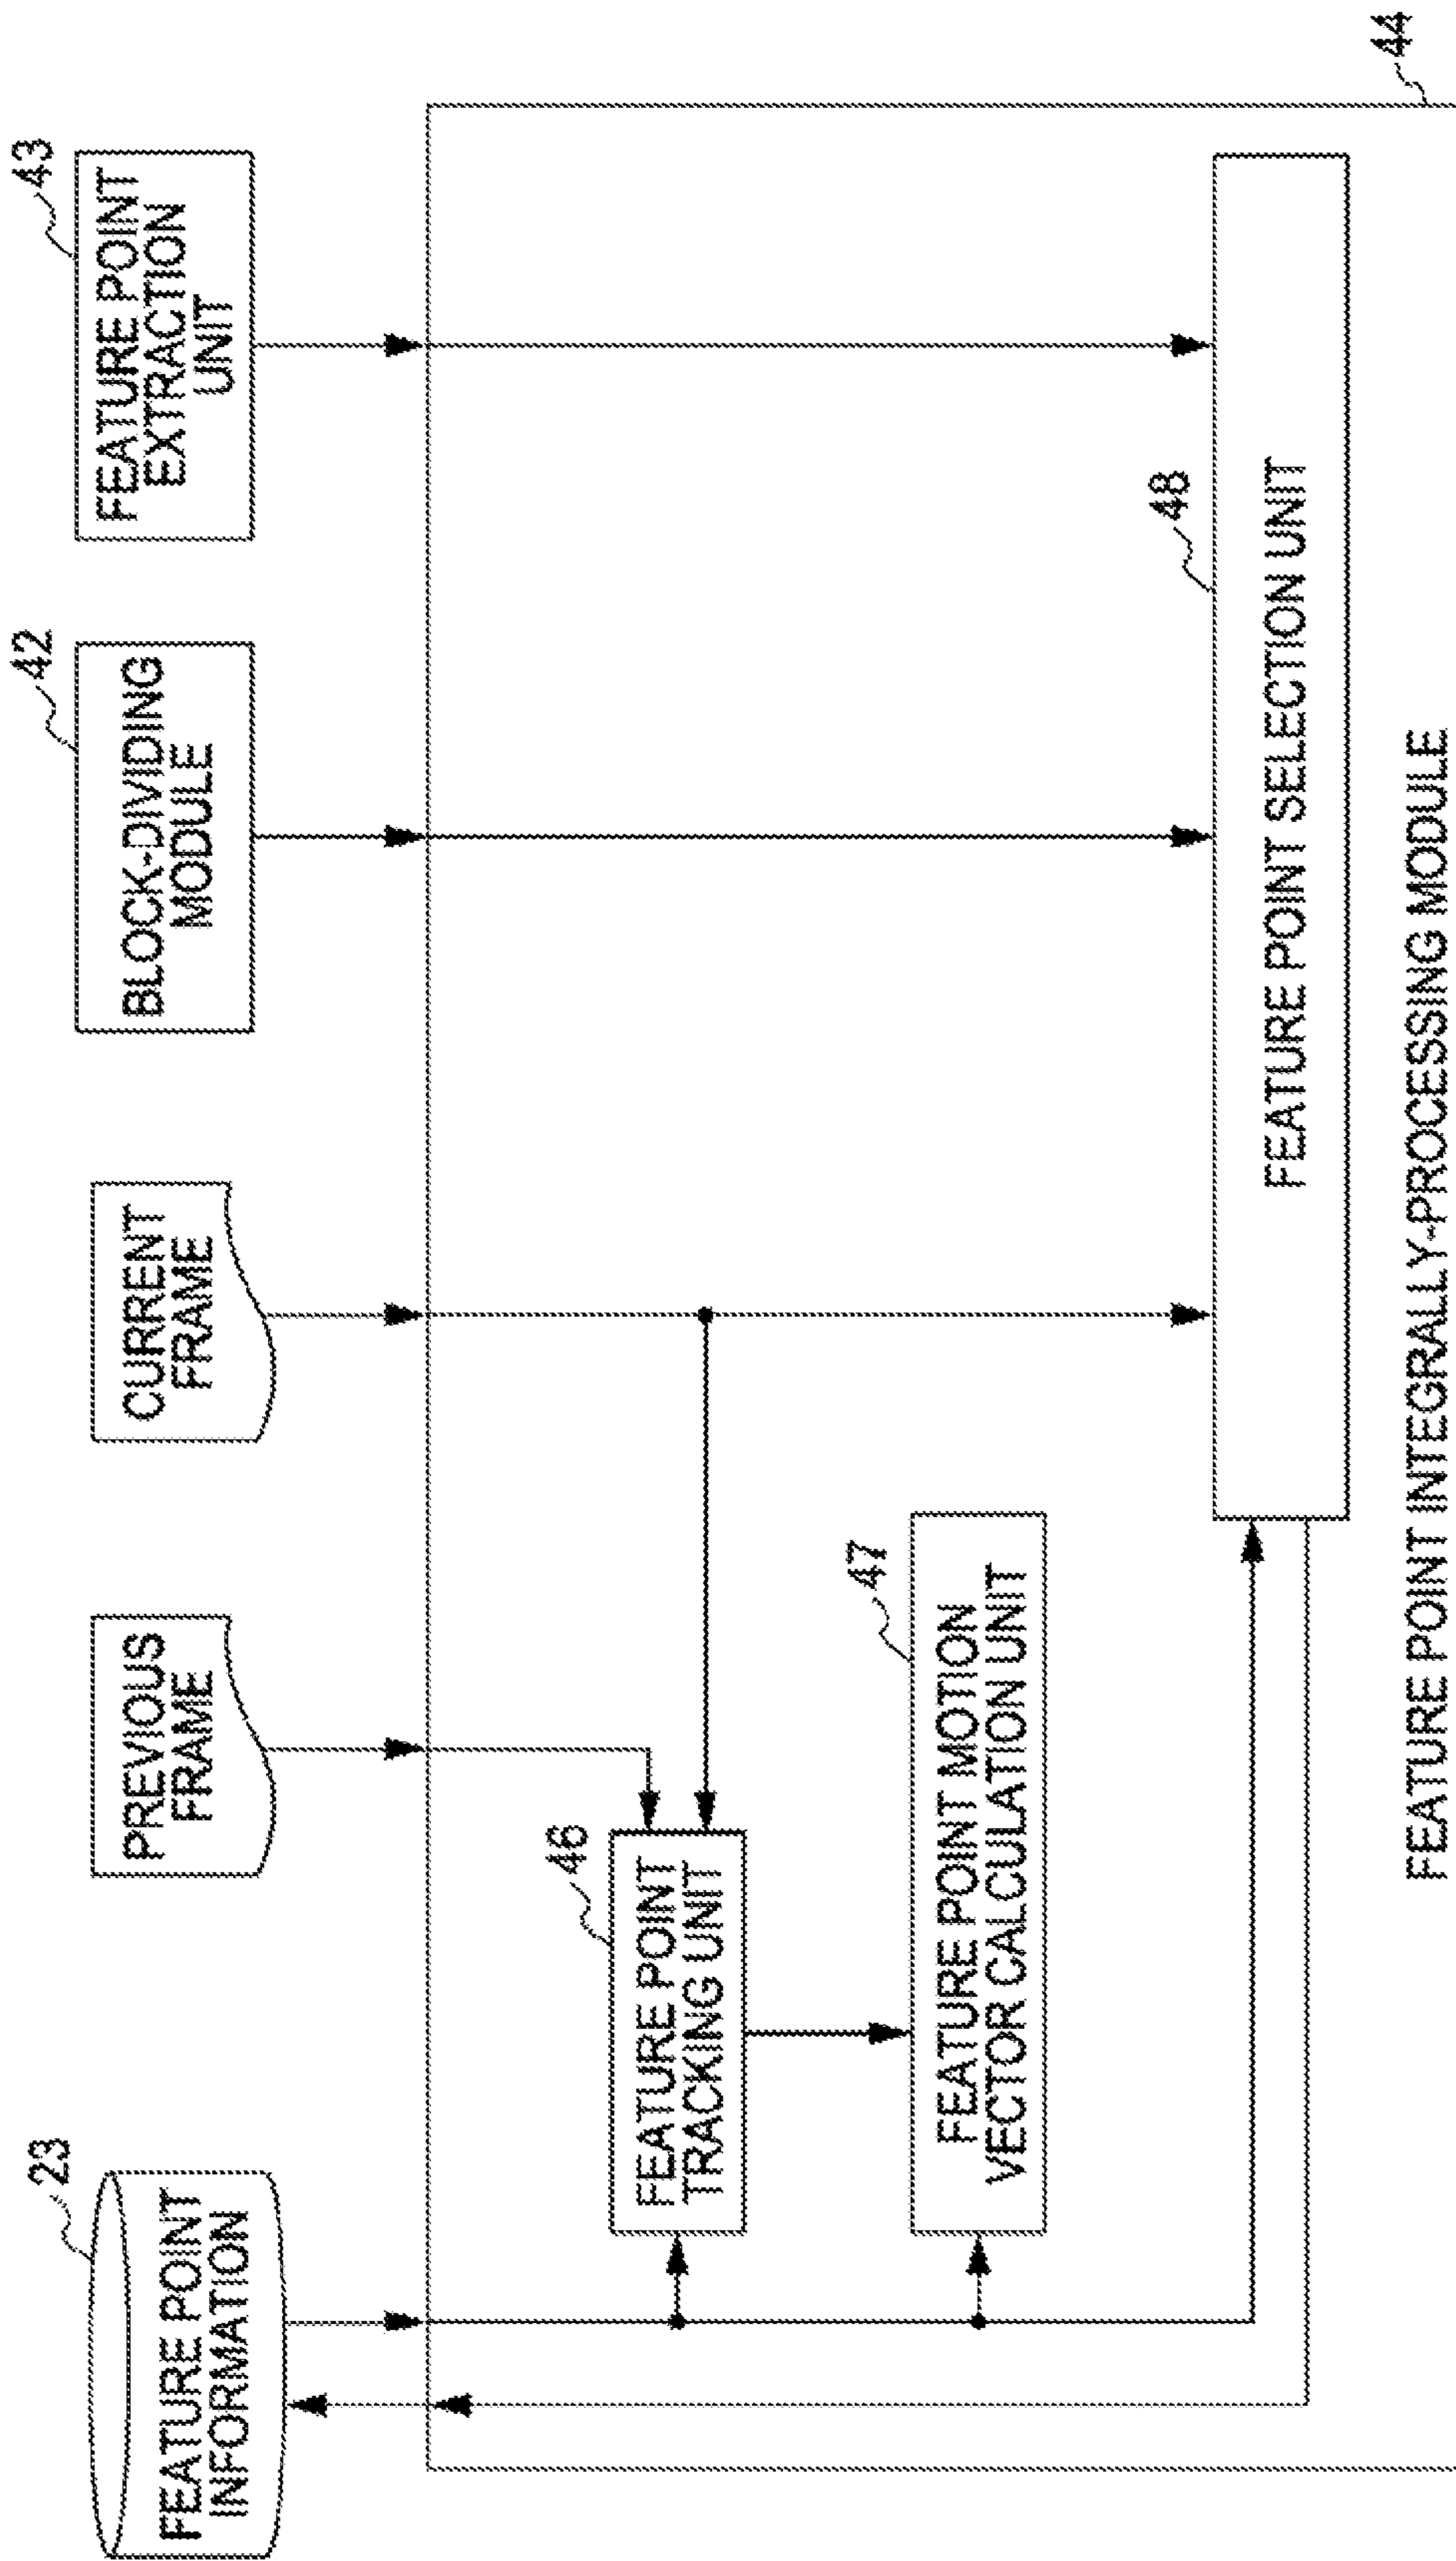 23
FEATURE POINT
INFORMATION
PREVIOUS
FRAME
CURRENT
FRAME
42
BLOCK-DIVIDING
MODULE
43
FEATURE POINT
EXTRACTION
UNIT
46
FEATURE POINT
TRACKING UNIT
47
FEATURE POINT MOTION
VECTOR CALCULATION UNIT
48
FEATURE POINT SELECTION UNIT
FEATURE POINT INTEGRALLY-PROCESSING MODULE
44